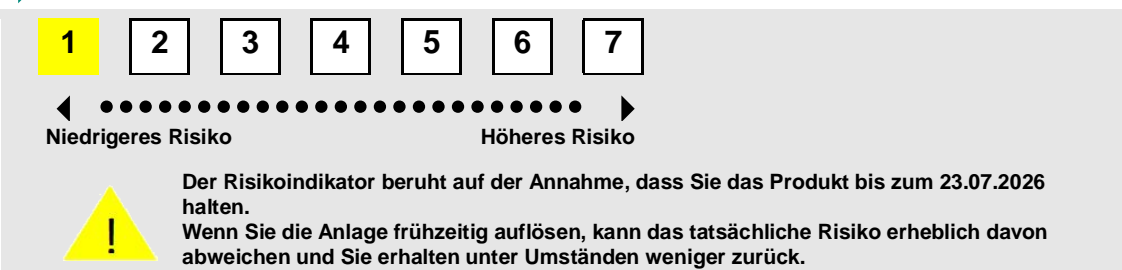 1 2 3 4 5 6 7
Niedrigeres Risiko Höheres Risiko
Der Risikoindikator beruht auf der Annahme, dass Sie das Produkt bis zum 23.07.2026
halten.
Wenn Sie die Anlage frühzeitig auflösen, kann das tatsächliche Risiko erheblich davon
abweichen und Sie erhalten unter Umständen weniger zurück.
!